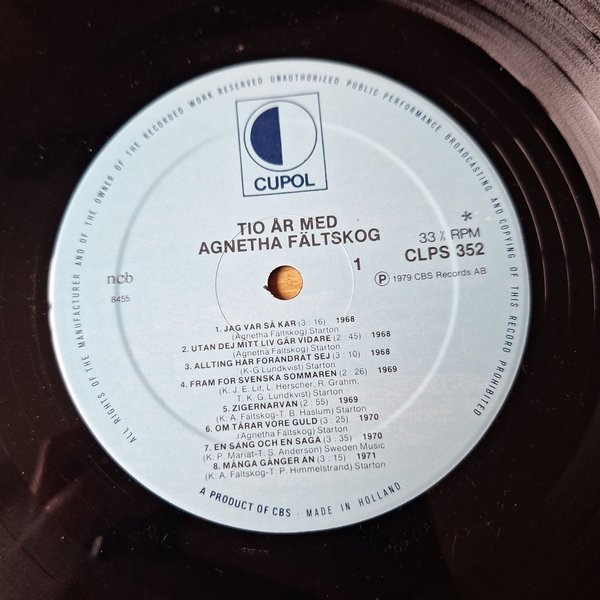 ALL RIGHTS OF THE MANUFACTURER AND OF THE OWNER OF THE RECORDED WORK RESERVED UNAUTHORIZED PUBLIC PERFORMANCE BROADCASTING AND COPYING OF THIS RECORD PROHIBITED
CUPOL
TIO ÅR MED
AGNETHA FÄLTSKOG
*
33⅓ RPM
CLPS 352
1
P 1979 CBS Records AB
ncb
8455
1. JAG VAR SÅ KÄR (3 : 16) 1968
(Agnetha Fältskog) Starton
2. UTAN DEJ MITT LIV GÅR VIDARE (2 : 45) 1968
(Agnetha Fältskog) Starton
3. ALLTING HAR FÖRÄNDRAT SEJ (3 : 10) 1968
(K-G Lundkvist) Starton
4. FRAM FÖR SVENSKA SOMMAREN (2 : 26) 1969
(K. J. E. Lit, L. Herscher, R. Grahm,
T: K. G. Lundkvist) Starton
5. ZIGERNARVÄN (2 : 55) 1969
(K. A. Fältskog-T: B. Hasium) Starton
6. OM TÅRAR VORE GULD (3 : 25) 1970
(Agnetha Fältskog) Starton
7. EN SÅNG OCH EN SAGA (3 : 35) 1970
(K. P. Mariat-T: S. Anderson) Sweden Music
8. MÅNGA GÅNGER ÄN (3 : 15) 1971
(K. A. Fältskog-T: P. Himmelstrand) Starton
A PRODUCT OF CBS · MADE IN HOLLAND